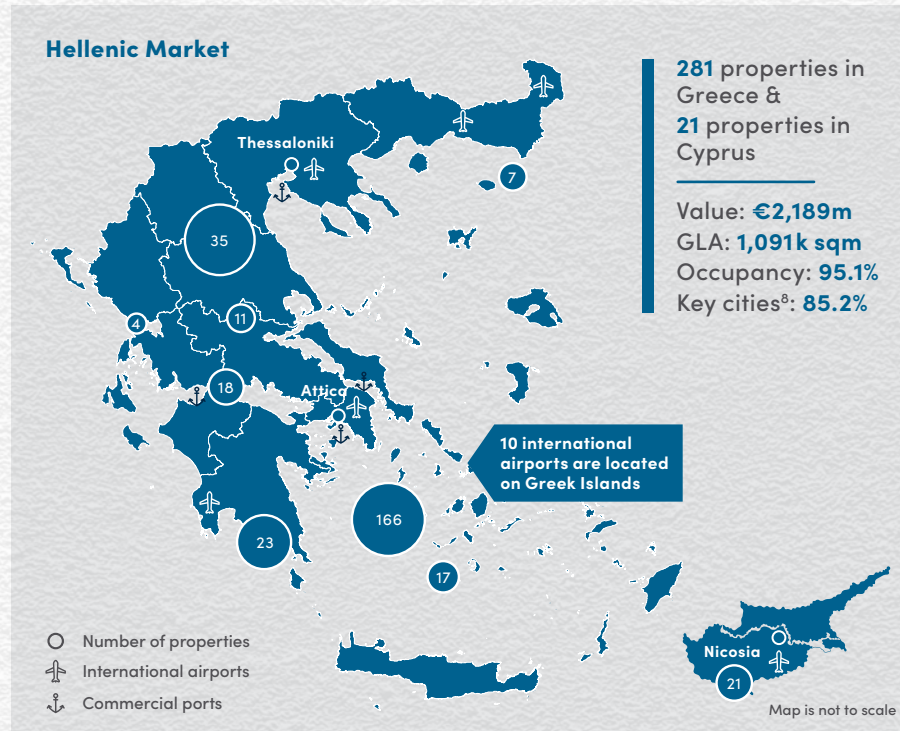 Hellenic Market
281 properties in
Greece &
21 properties in
Cyprus
Value: €2,189m
GLA: 1,091k sqm
Occupancy: 95.1%
Key cities⁸: 85.2%
Thessaloniki
7
35
4
11
18
Attica
10 international
airports are located
on Greek Islands
166
23
17
Number of properties
International airports
Commercial ports
Nicosia
21
Map is not to scale